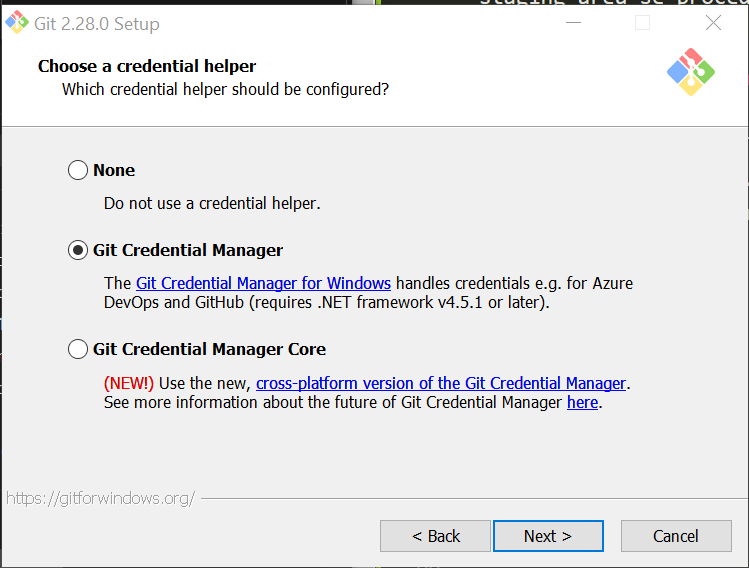 staging area se proced
Git 2.28.0 Setup
Choose a credential helper
Which credential helper should be configured?
None
Do not use a credential helper.
Git Credential Manager
The Git Credential Manager for Windows handles credentials e.g. for Azure
DevOps and GitHub (requires .NET framework v4.5.1 or later).
Git Credential Manager Core
(NEW!) Use the new, cross-platform version of the Git Credential Manager.
See more information about the future of Git Credential Manager here.
https://gitforwindows.org/
< Back
Next >
Cancel